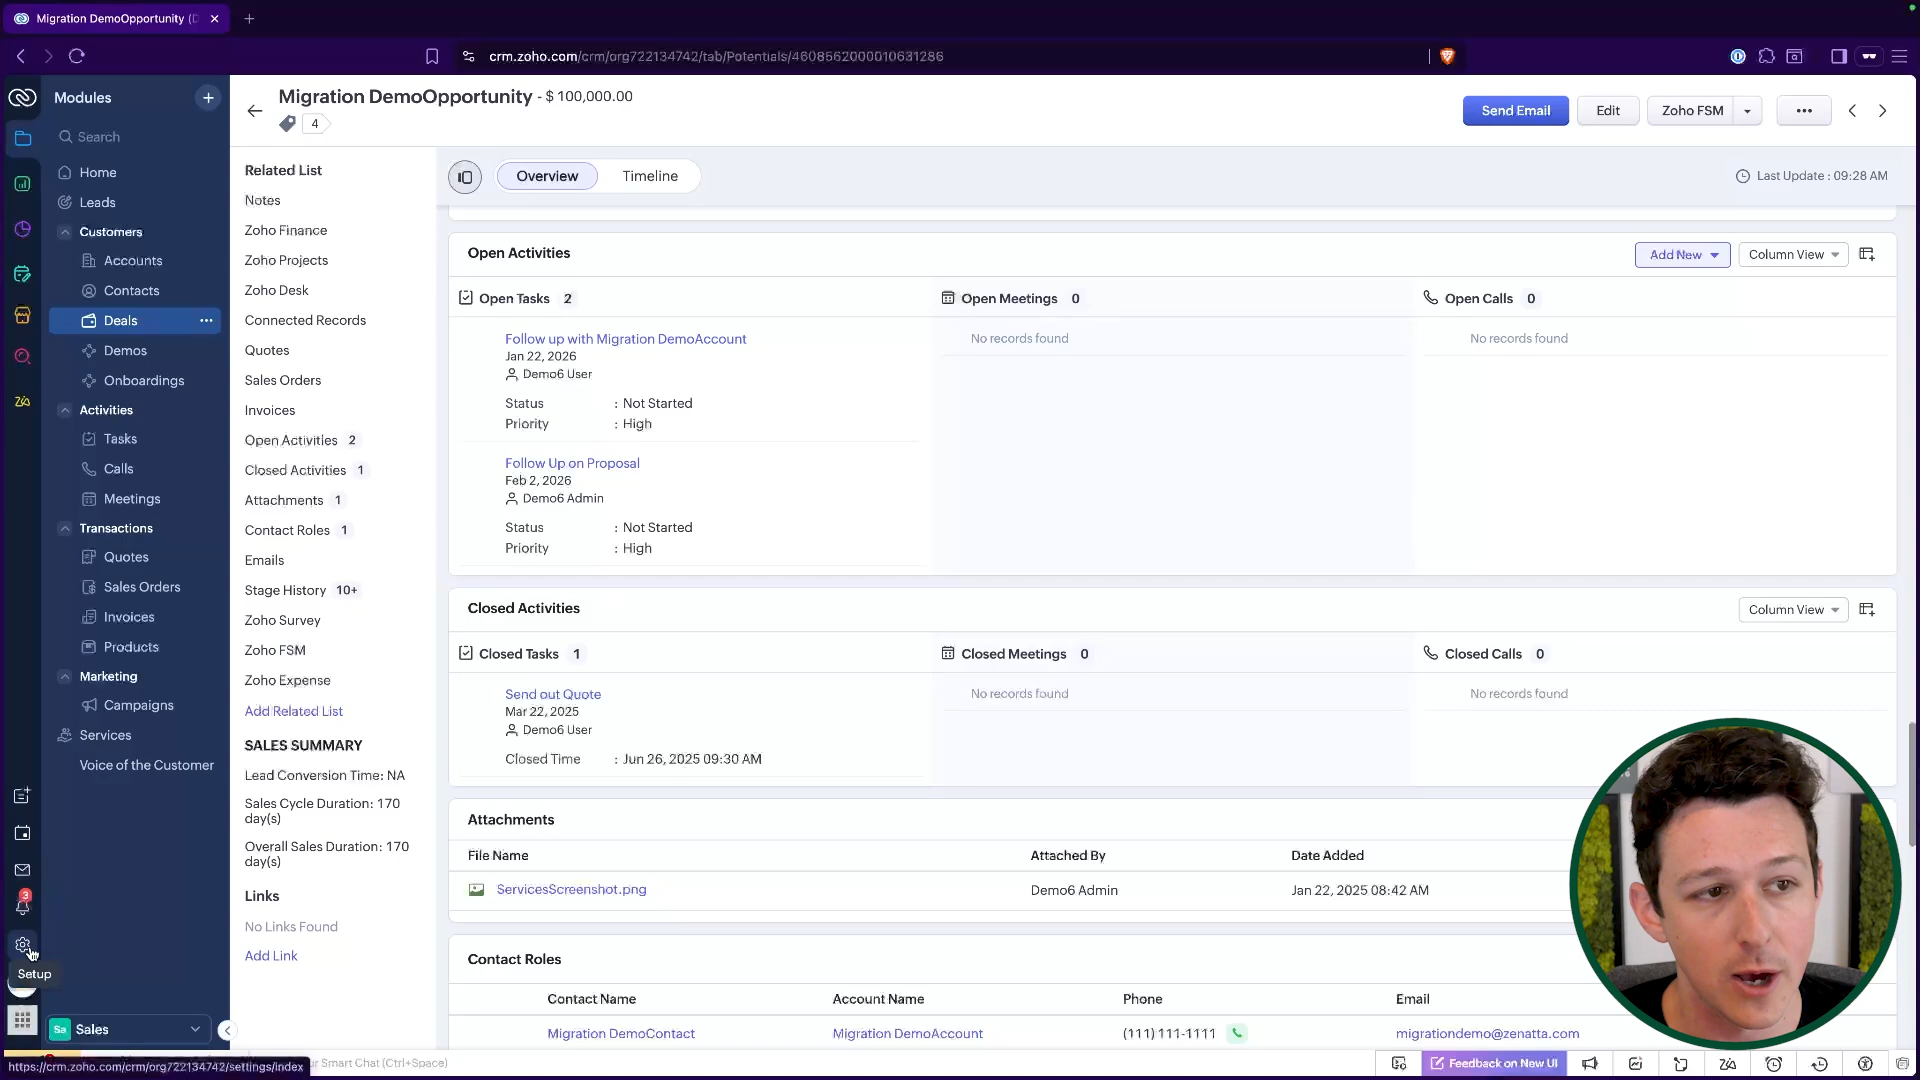 Migration DemoOpportunity (D
crm.zoho.com/crm/org722134742/tab/Potentials/4608562000010631286
Modules
Search
Home
Leads
Customers
Accounts
Contacts
Deals
Demos
Onboardings
Activities
Tasks
Calls
Meetings
Transactions
Quotes
Sales Orders
Invoices
Products
Marketing
Campaigns
Services
Voice of the Customer
3
Setup
Sa Sales
https://crm.zoho.com/crm/org722134742/settings/index
Migration DemoOpportunity - $ 100,000.00
4
Send Email
Edit
Zoho FSM
Related List
Notes
Zoho Finance
Zoho Projects
Zoho Desk
Connected Records
Quotes
Sales Orders
Invoices
Open Activities 2
Closed Activities 1
Attachments 1
Contact Roles 1
Emails
Stage History 10+
Zoho Survey
Zoho FSM
Zoho Expense
Add Related List
SALES SUMMARY
Lead Conversion Time: NA
Sales Cycle Duration: 170
day(s)
Overall Sales Duration: 170
day(s)
Links
No Links Found
Add Link
Overview
Timeline
Last Update : 09:28 AM
Open Activities
Add New
Column View
Open Tasks 2
Open Meetings 0
Open Calls 0
Follow up with Migration DemoAccount
Jan 22, 2026
Demo6 User
Status : Not Started
Priority : High
No records found
No records found
Follow Up on Proposal
Feb 2, 2026
Demo6 Admin
Status : Not Started
Priority : High
Closed Activities
Column View
Closed Tasks 1
Closed Meetings 0
Closed Calls 0
Send out Quote
Mar 22, 2025
Demo6 User
Closed Time : Jun 26, 2025 09:30 AM
No records found
No records found
Attachments
File Name Attached By Date Added
ServicesScreenshot.png Demo6 Admin Jan 22, 2025 08:42 AM
Contact Roles
Contact Name Account Name Phone Email
Migration DemoContact Migration DemoAccount (111) 111-1111 migrationdemo@zenatta.com
ur Smart Chat (Ctrl+Space)
Feedback on New UI